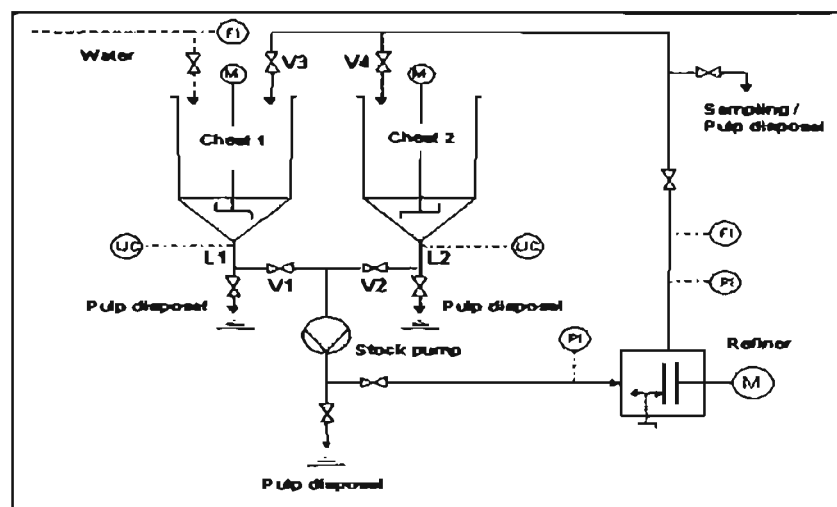 FI
Water
V3
V4
M
M
Sampling /
Pulp disposal
Chest 1
Chest 2
FI
LIC
L1
L2
LIC
V1
V2
PI
Pulp disposal
Pulp disposal
Stock pump
PI
Refiner
M
Pulp disposal